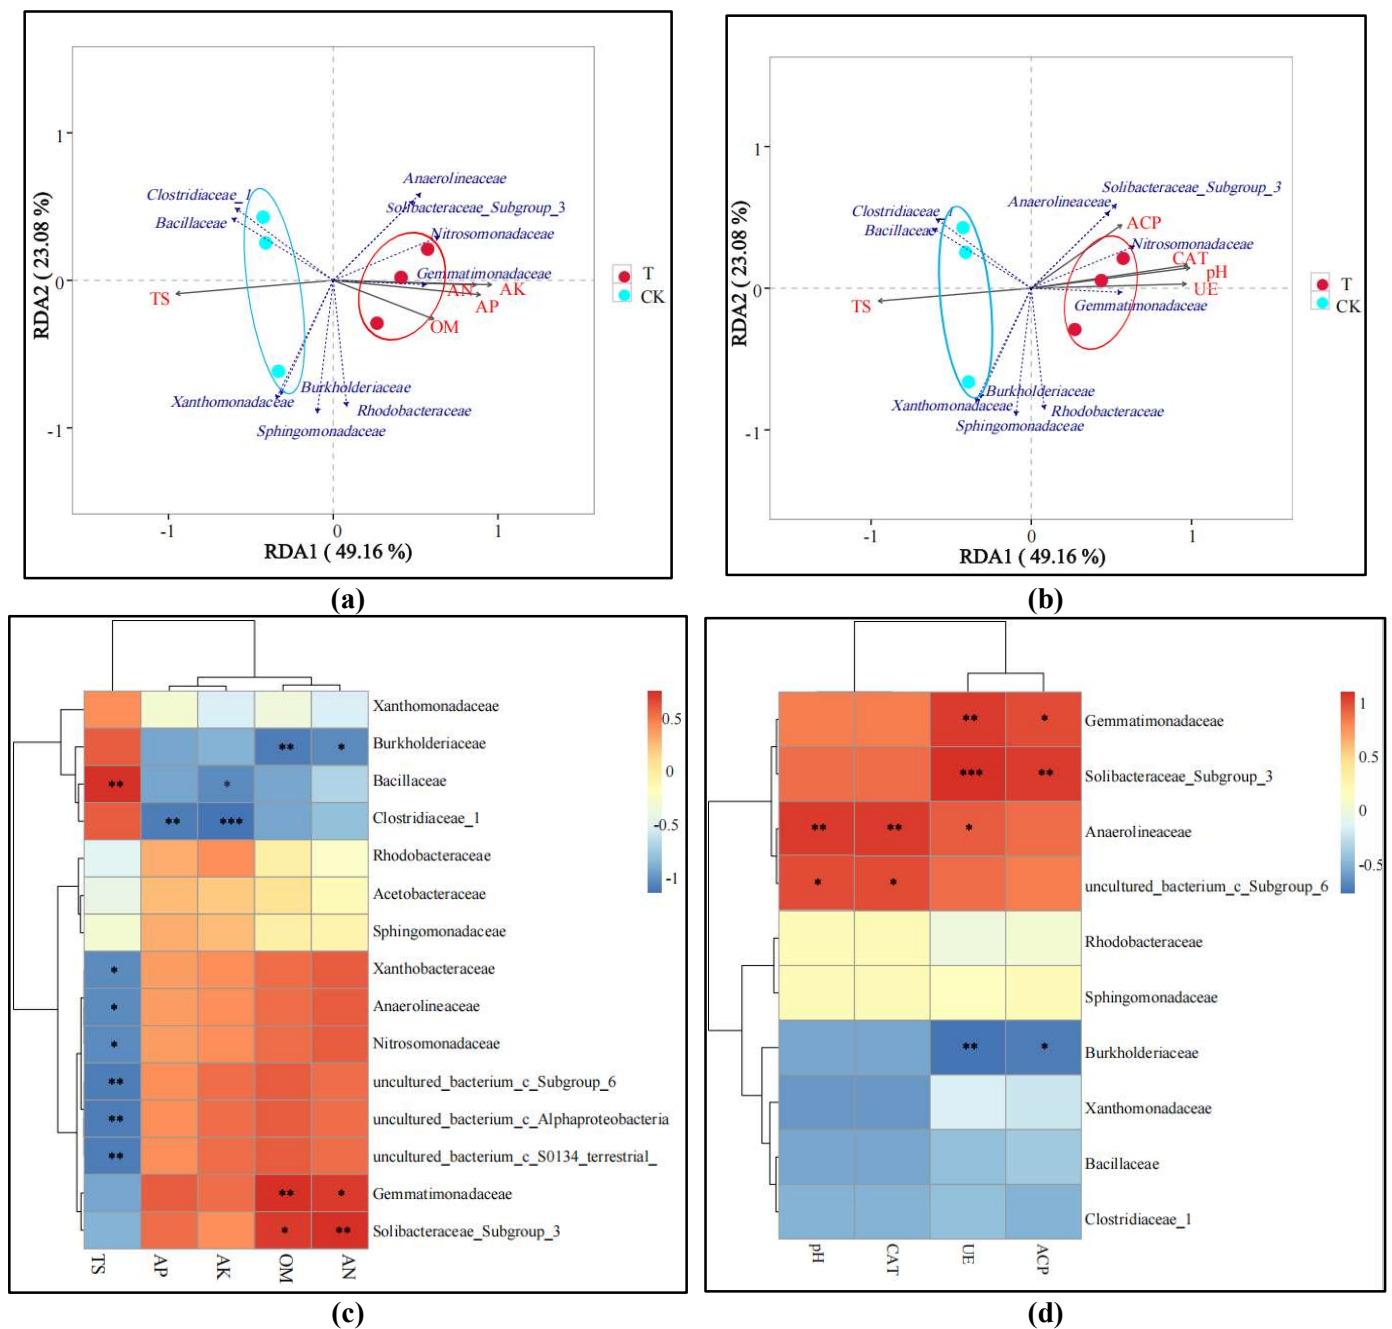 1
0
-1
RDA2 ( 23.08 %)
-1
0
1
RDA1 ( 49.16 %)
Anaerolineaceae
Solibacteraceae_Subgroup_3
Nitrosomonadaceae
Gemmatimonadaceae
Clostridiaceae_1
Bacillaceae
TS
AN
AK
AP
OM
Burkholderiaceae
Xanthomonadaceae
Rhodobacteraceae
Sphingomonadaceae
T
CK
(a)
1
0
-1
RDA2 ( 23.08 %)
-1
0
1
RDA1 ( 49.16 %)
Solibacteraceae_Subgroup_3
Anaerolineaceae
ACP
Clostridiaceae_1
Bacillaceae
Nitrosomonadaceae
CAT
pH
UE
TS
Gemmatimonadaceae
Burkholderiaceae
Xanthomonadaceae
Rhodobacteraceae
Sphingomonadaceae
T
CK
(b)
Xanthomonadaceae
** * Burkholderiaceae
** * Bacillaceae
** *** Clostridiaceae_1
Rhodobacteraceae
Acetobacteraceae
Sphingomonadaceae
* Xanthobacteraceae
* Anaerolineaceae
* Nitrosomonadaceae
** uncultured_bacterium_c_Subgroup_6
** uncultured_bacterium_c_Alphaproteobacteria
** uncultured_bacterium_c_S0134_terrestrial_
** * Gemmatimonadaceae
* ** Solibacteraceae_Subgroup_3
TS AP AK OM AN
0.5
0
-0.5
-1
(c)
** * Gemmatimonadaceae
*** ** Solibacteraceae_Subgroup_3
** ** * Anaerolineaceae
* * uncultured_bacterium_c_Subgroup_6
Rhodobacteraceae
Sphingomonadaceae
** * Burkholderiaceae
Xanthomonadaceae
Bacillaceae
Clostridiaceae_1
pH CAT UE ACP
1
0.5
0
-0.5
(d)